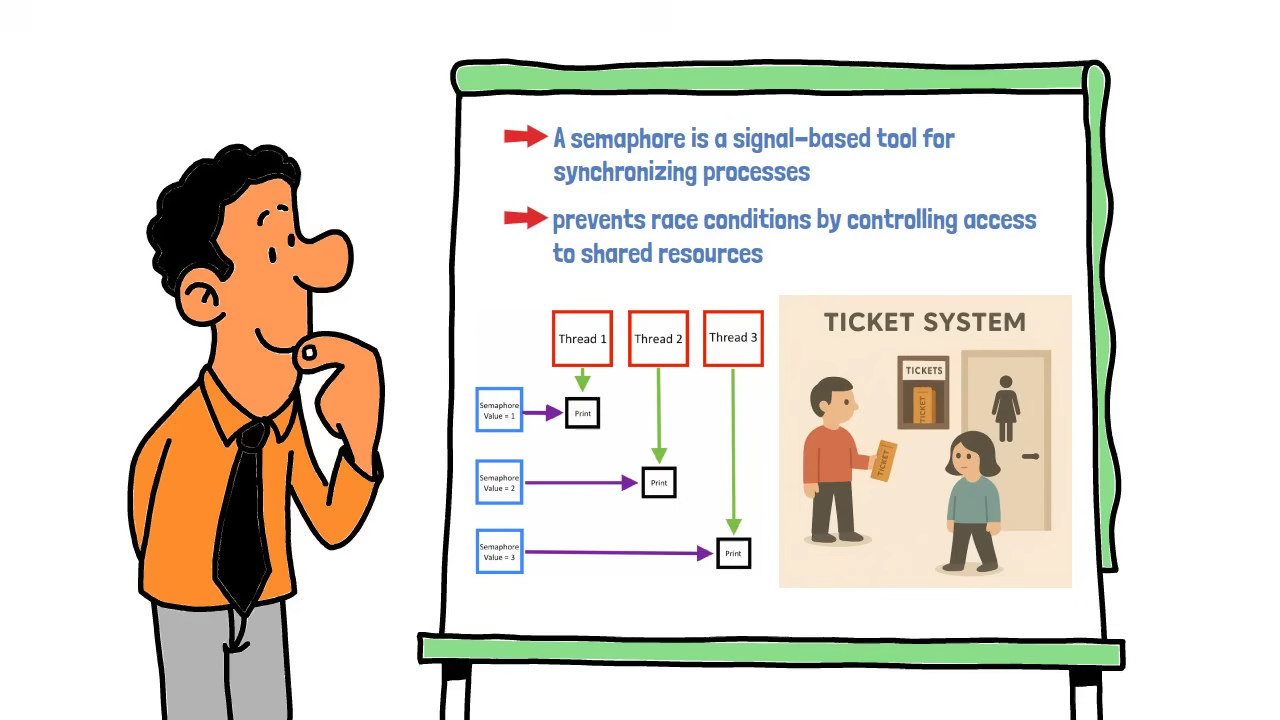 A semaphore is a signal-based tool for
synchronizing processes
prevents race conditions by controlling access
to shared resources
Thread 1
Thread 2
Thread 3
Semaphore
Value = 1
Print
Semaphore
Value = 2
Print
Semaphore
Value = 3
Print
TICKET SYSTEM
TICKETS
TICKET
TICKET